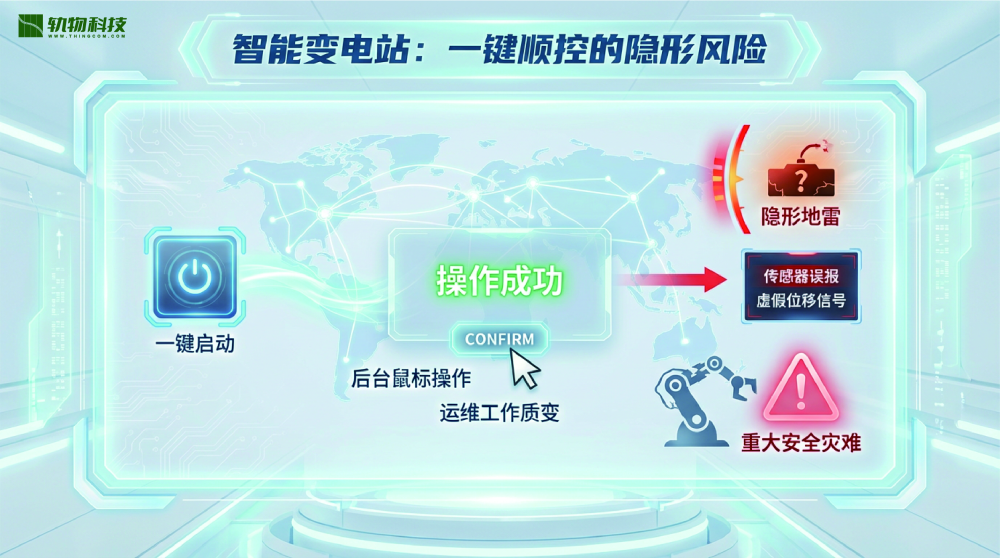 轨物科技
WWW.THINGCOM.COM
智能变电站：一键顺控的隐形风险
?
隐形地雷
操作成功
传感器误报
虚假位移信号
CONFIRM
一键启动
后台鼠标操作
运维工作质变
重大安全灾难